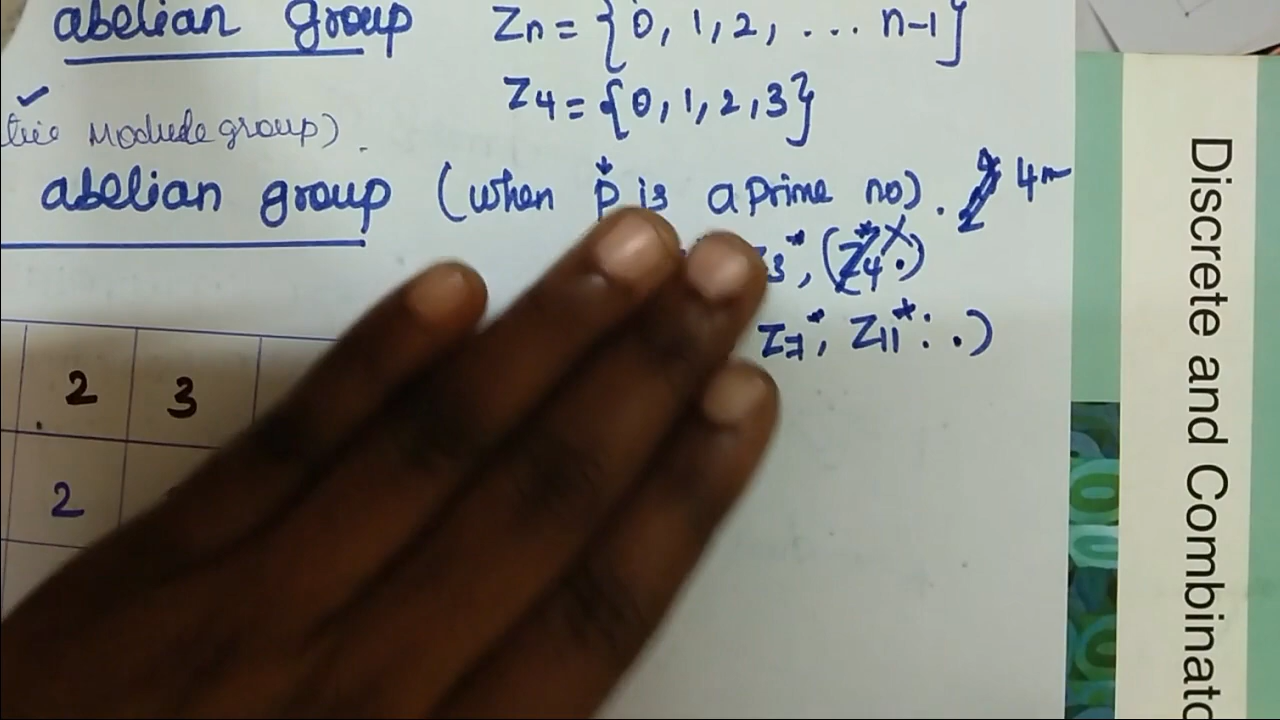 abelian group Zn = {0, 1, 2, ... n-1}
Z4 = {0, 1, 2, 3}
Module group).
abelian group (when p is a prime no).
Z3*, (Z4* .)
Z7*, Z11* : .)
2 3
2
Discrete and Combinato